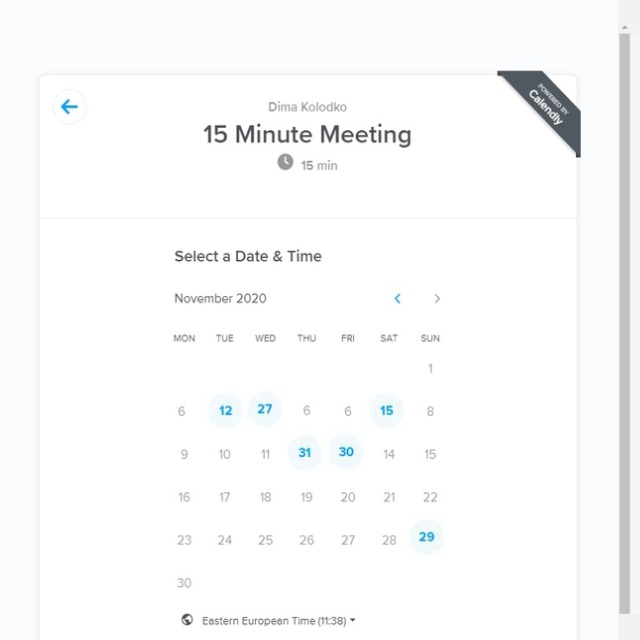 Dima Kolodko
POWERED BY
Calendly
15 Minute Meeting
15 min
Select a Date & Time
November 2020
MON TUE WED THU FRI SAT SUN
1
6 12 27 6 6 15 8
9 10 11 31 30 14 15
16 17 18 19 20 21 22
23 24 25 26 27 28 29
30
Eastern European Time (11:38)